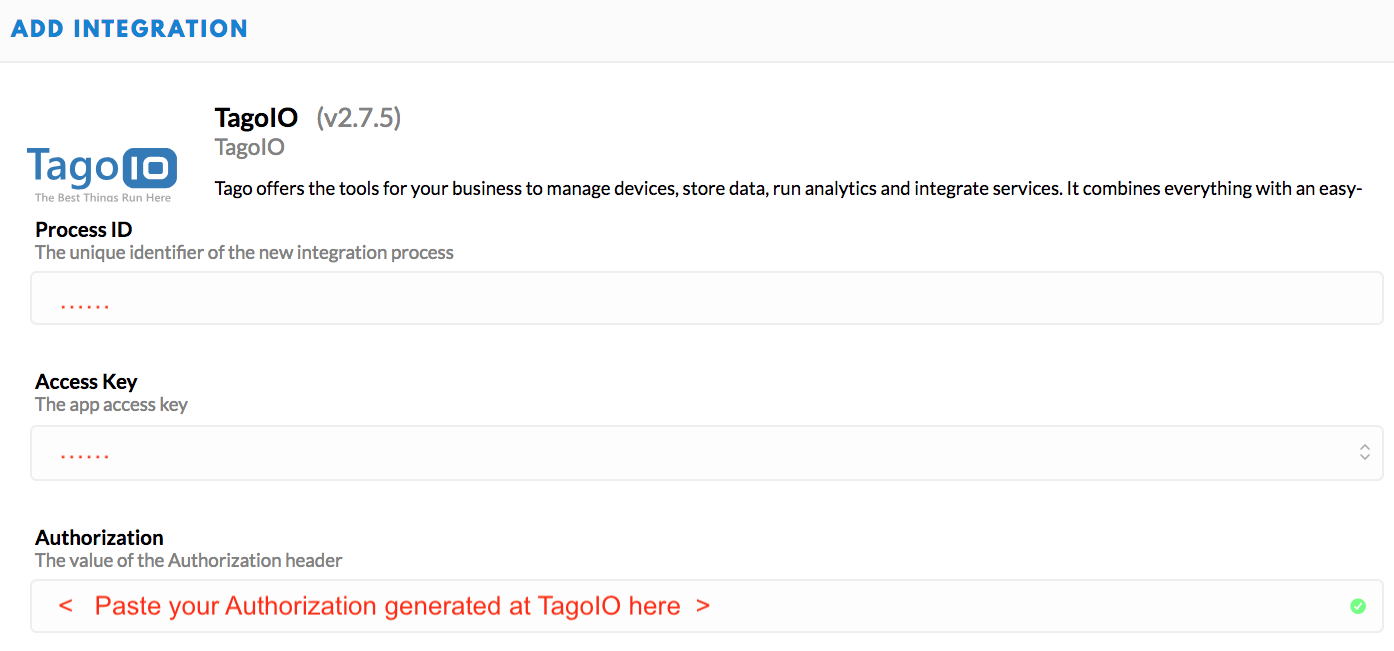 ADD INTEGRATION
TagoIO (v2.7.5)
TagoIO
Tago IO
The Best Things Run Here
Tago offers the tools for your business to manage devices, store data, run analytics and integrate services. It combines everything with an easy-
Process ID
The unique identifier of the new integration process
......
Access Key
The app access key
......
Authorization
The value of the Authorization header
< Paste your Authorization generated at TagoIO here >